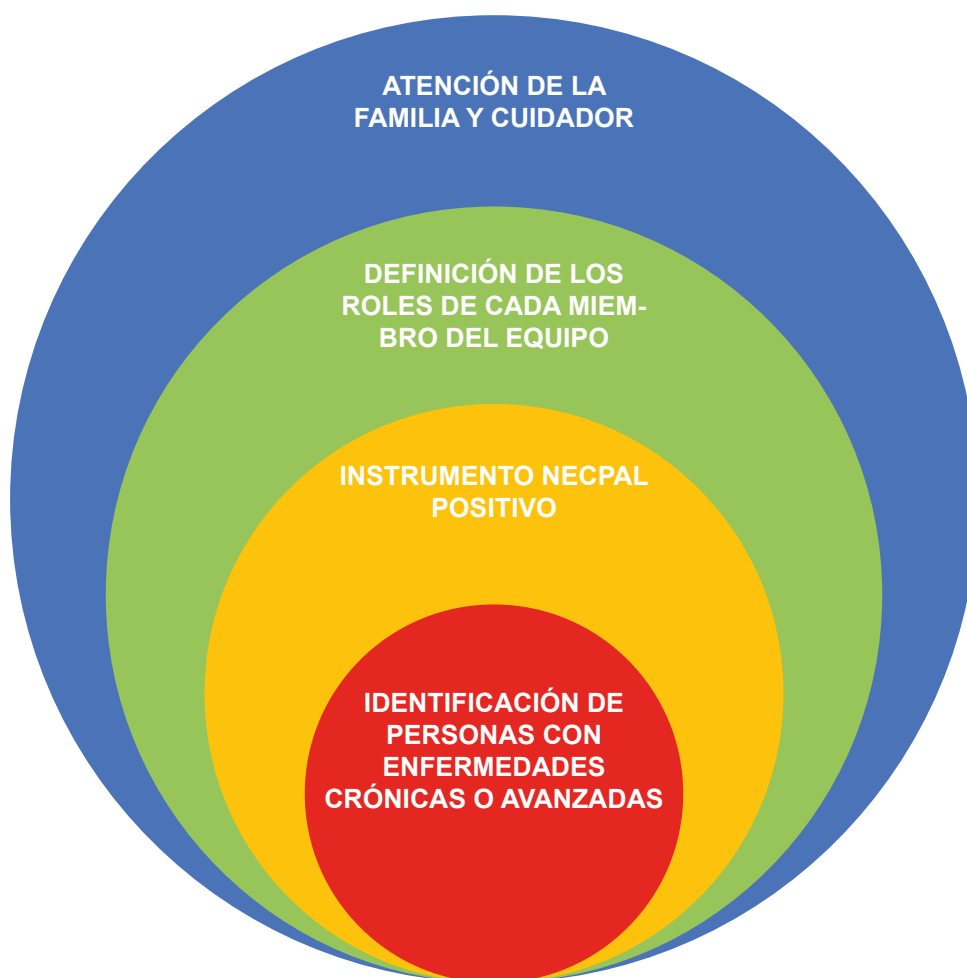 ATENCIÓN DE LA
FAMILIA Y CUIDADOR
DEFINICIÓN DE LOS
ROLES DE CADA MIEM-
BRO DEL EQUIPO
INSTRUMENTO NECPAL
POSITIVO
IDENTIFICACIÓN DE
PERSONAS CON
ENFERMEDADES
CRÓNICAS O AVANZADAS